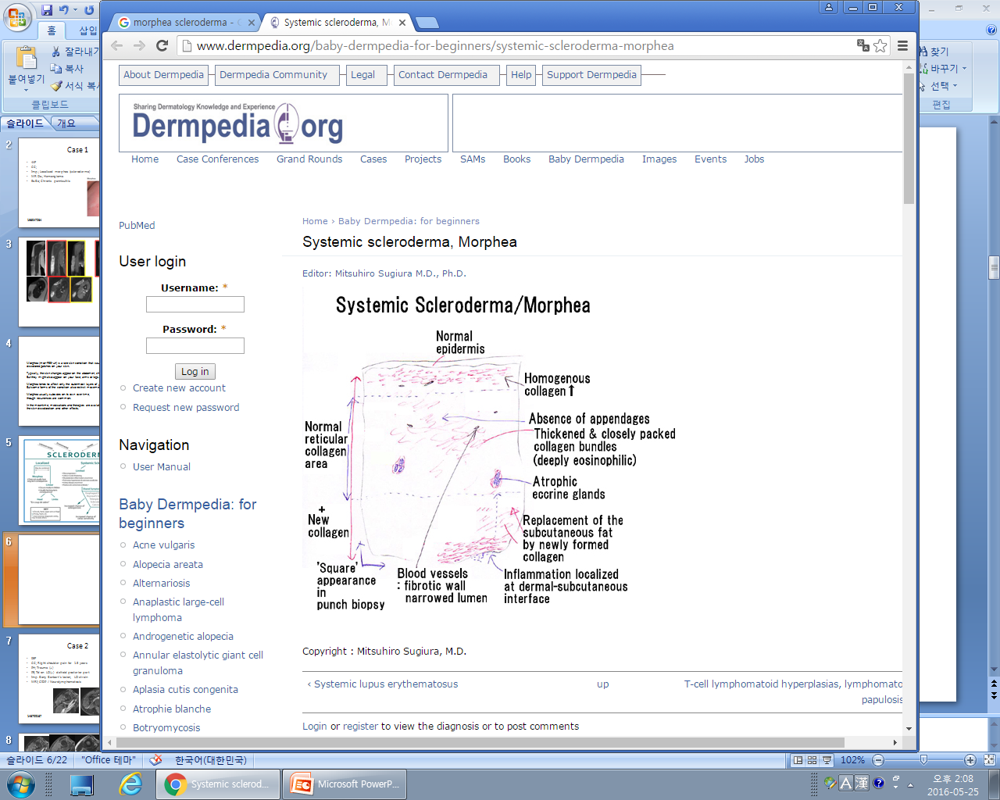 홈
삽입
morphea scleroderma - G
Systemic scleroderma, M
www.dermpedia.org/baby-dermpedia-for-beginners/systemic-scleroderma-morphea
붙여넣기
잘라내기
복사
서식 복사
클립보드
찾기
바꾸기
선택
편집
슬라이드
개요
About Dermpedia
Dermpedia Community
Legal
Contact Dermpedia
Help
Support Dermpedia
Sharing Dermatology Knowledge and Experience
Dermpedia org
Home
Case Conferences
Grand Rounds
Cases
Projects
SAMs
Books
Baby Dermpedia
Images
Events
Jobs
2
Case 1
3
4
5
SCLERODERM
Localized
6
7
Case 2
8
PubMed
User login
Username: *
Password: *
Log in
Create new account
Request new password
Navigation
User Manual
Baby Dermpedia: for
beginners
Acne vulgaris
Alopecia areata
Alternariosis
Anaplastic large-cell
lymphoma
Androgenetic alopecia
Annular elastolytic giant cell
granuloma
Aplasia cutis congenita
Atrophie blanche
Botryomycosis
Home › Baby Dermpedia: for beginners
Systemic scleroderma, Morphea
Editor: Mitsuhiro Sugiura M.D., Ph.D.
Systemic Scleroderma/Morphea
Normal
epidermis
Homogenous
collagen↑
Absence of appendages
Thickened & closely packed
collagen bundles
(deeply eosinophilic)
Normal
reticular
collagen
area
Atrophic
eccrine glands
+
New
collagen
Replacement of the
subcutaneous fat
by newly formed
collagen
'Square'
appearance
in
punch biopsy
Blood vessels
: fibrotic wall
narrowed lumen
Inflammation localized
at dermal-subcutaneous
interface
Copyright : Mitsuhiro Sugiura, M.D.
‹ Systemic lupus erythematosus
up
T-cell lymphomatoid hyperplasias, lymphomato
papulosis
Login or register to view the diagnosis or to post comments
슬라이드 6/22
"Office 테마"
한국어(대한민국)
102%
Systemic sclerod...
Microsoft PowerP...
A 漢
오후 2:08
2016-05-25